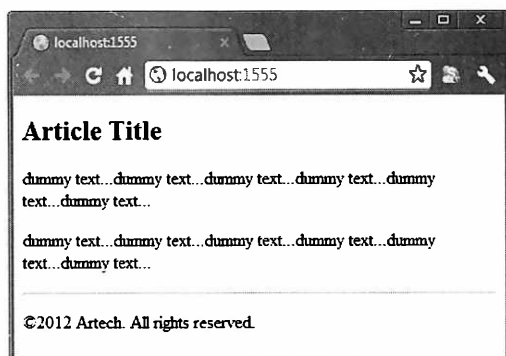 localhost:1555
localhost:1555
Article Title
dummy text...dummy text...dummy text...dummy text...dummy
text...dummy text...
dummy text...dummy text...dummy text...dummy text...dummy
text...dummy text...
©2012 Artech. All rights reserved.